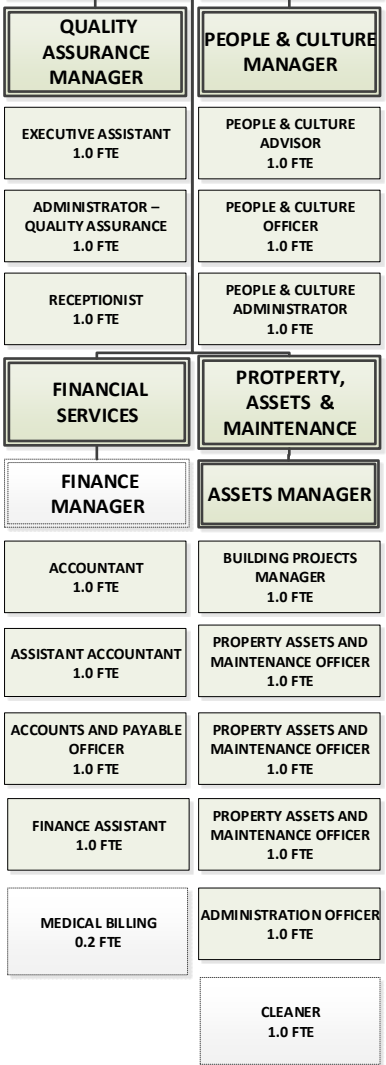 QUALITY
ASSURANCE
MANAGER
EXECUTIVE ASSISTANT
1.0 FTE
ADMINISTRATOR –
QUALITY ASSURANCE
1.0 FTE
RECEPTIONIST
1.0 FTE
PEOPLE & CULTURE
MANAGER
PEOPLE & CULTURE
ADVISOR
1.0 FTE
PEOPLE & CULTURE
OFFICER
1.0 FTE
PEOPLE & CULTURE
ADMINISTRATOR
1.0 FTE
FINANCIAL
SERVICES
FINANCE
MANAGER
ACCOUNTANT
1.0 FTE
ASSISTANT ACCOUNTANT
1.0 FTE
ACCOUNTS AND PAYABLE
OFFICER
1.0 FTE
FINANCE ASSISTANT
1.0 FTE
MEDICAL BILLING
0.2 FTE
PROTPERTY,
ASSETS &
MAINTENANCE
ASSETS MANAGER
BUILDING PROJECTS
MANAGER
1.0 FTE
PROPERTY ASSETS AND
MAINTENANCE OFFICER
1.0 FTE
PROPERTY ASSETS AND
MAINTENANCE OFFICER
1.0 FTE
PROPERTY ASSETS AND
MAINTENANCE OFFICER
1.0 FTE
ADMINISTRATION OFFICER
1.0 FTE
CLEANER
1.0 FTE